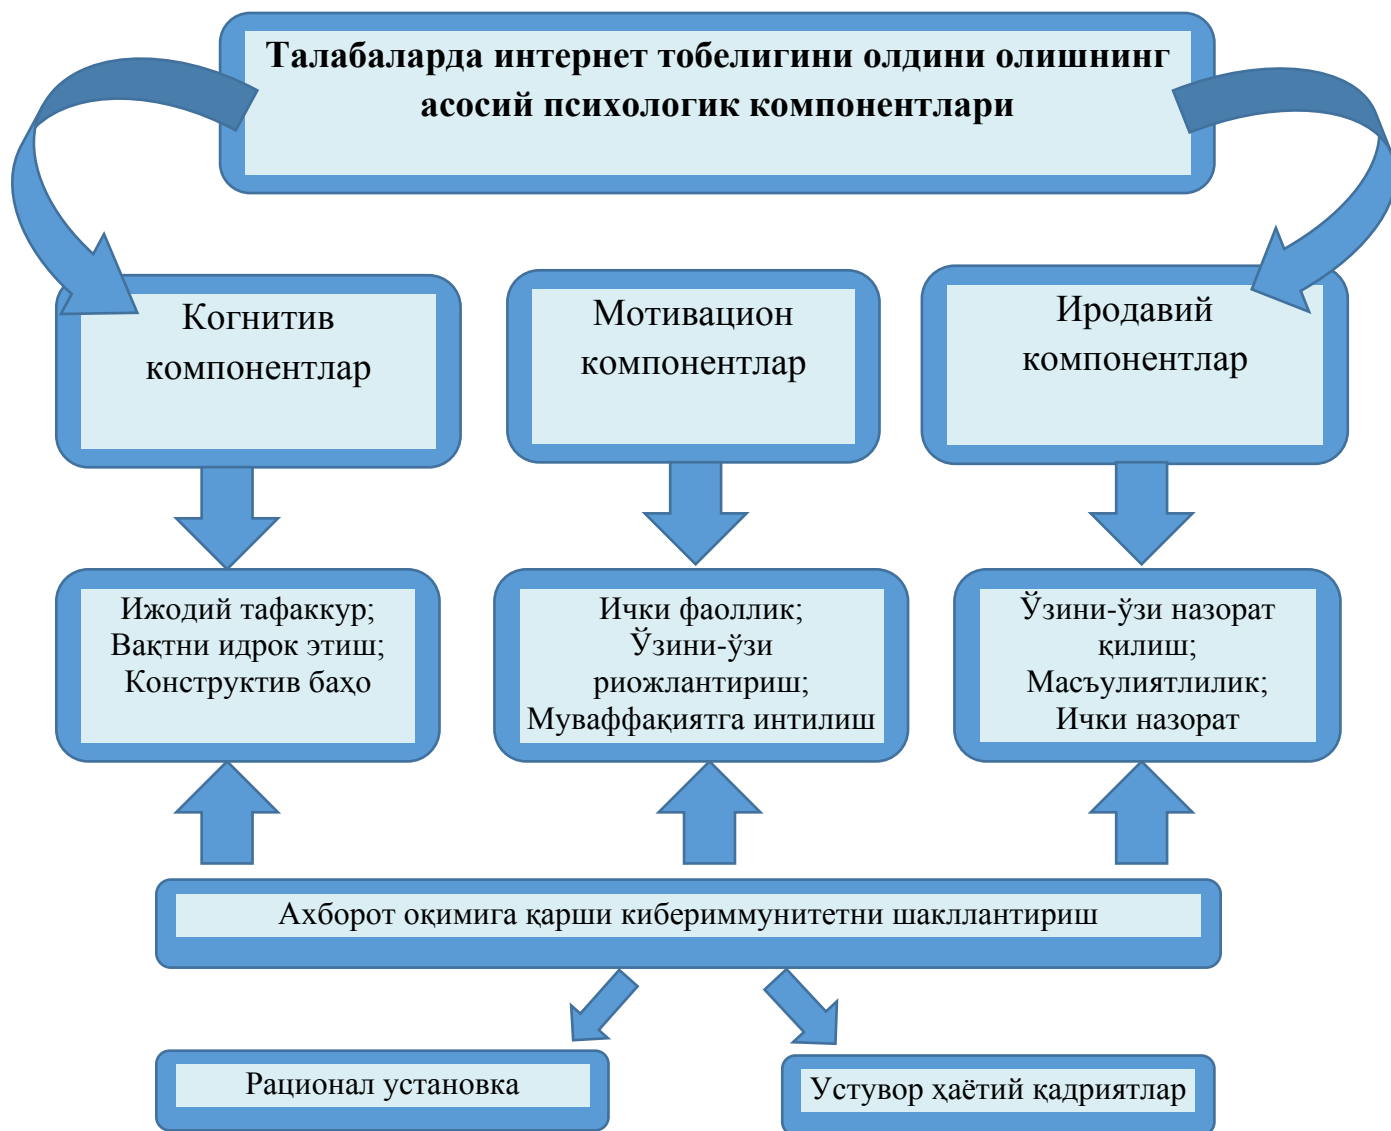 Талабаларда интернет тобелигини олдини олишнинг
асосий психологик компонентлари
Когнитив
компонентлар
Мотивацион
компонентлар
Иродавий
компонентлар
Ижодий тафаккур;
Вақтни идрок этиш;
Конструктив баҳо
Ички фаоллик;
Ўзини-ўзи
риожлантириш;
Муваффақиятга интилиш
Ўзини-ўзи назорат
қилиш;
Масъулиятлилик;
Ички назорат
Ахборот оқимига қарши кибериммунитетни шакллантириш
Рационал установка
Устувор ҳаётий қадриятлар